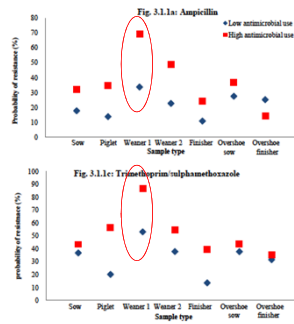 Fig. 3.1.1a: Ampicillin
Low antimicrobial use
High antimicrobial use
Probability of resistance (%)
80
70
60
50
40
30
20
10
0
Sow Piglet Weaner 1 Weaner 2 Finisher Overshoe sow Overshoe finisher
Sample type
Fig. 3.1.1c: Trimethoprim/sulphamethoxazole
probability of resistance (%)
100
90
80
70
60
50
40
30
20
10
0
Sow Piglet Weaner 1 Weaner 2 Finisher Overshoe sow Overshoe finisher
Sample type